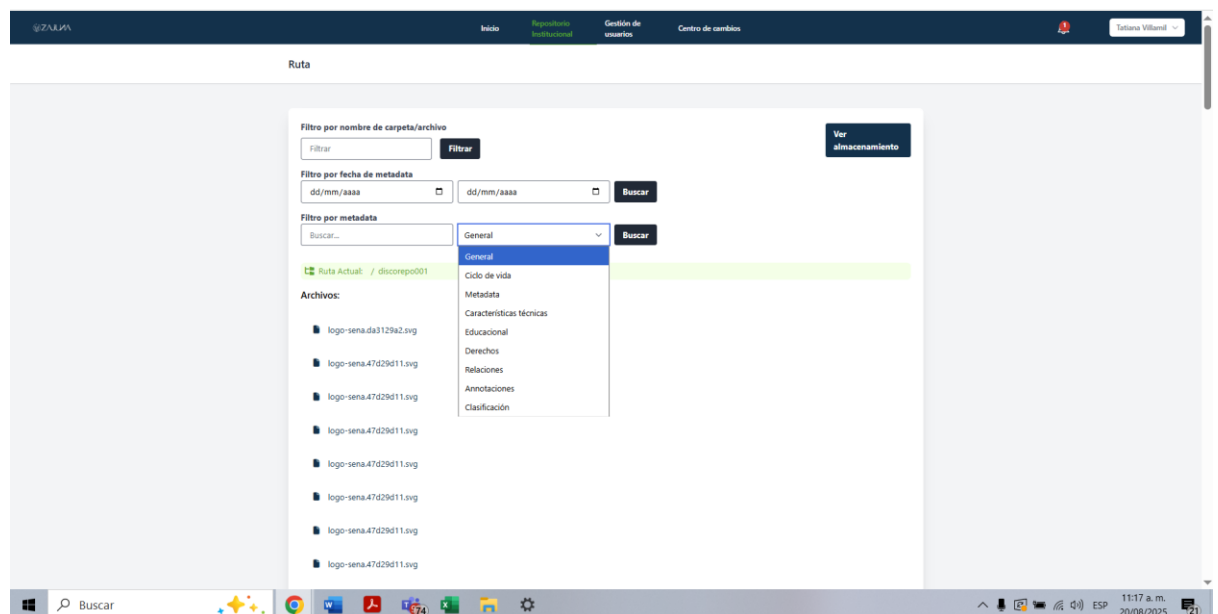 ZAJUNA
Inicio
Repositorio
Institucional
Gestión de
usuarios
Centro de cambios
Tatiana Villamil
Ruta
Filtro por nombre de carpeta/archivo
Filtrar
Filtrar
Ver
almacenamiento
Filtro por fecha de metadata
dd/mm/aaaa
dd/mm/aaaa
Buscar
Filtro por metadata
Buscar...
General
Buscar
General
Ciclo de vida
Metadata
Características técnicas
Educacional
Derechos
Relaciones
Annotaciones
Clasificación
Ruta Actual: / discorepo001
Archivos:
logo-sena.da3129a2.svg
logo-sena.47d29d11.svg
logo-sena.47d29d11.svg
logo-sena.47d29d11.svg
logo-sena.47d29d11.svg
logo-sena.47d29d11.svg
logo-sena.47d29d11.svg
logo-sena.47d29d11.svg
Buscar
74
ESP
11:17 a. m.
20/08/2025
21